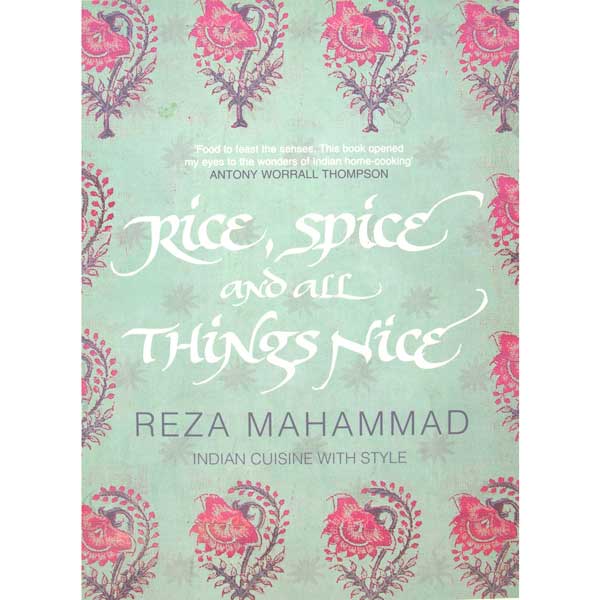 'Food to feast the senses. This book opened
my eyes to the wonders of Indian home-cooking'
ANTONY WORRALL THOMPSON
Rice, Spice
and all
Things Nice
REZA MAHAMMAD
INDIAN CUISINE WITH STYLE